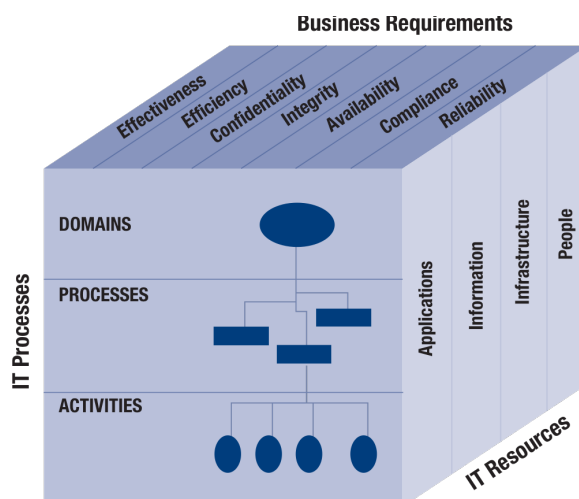 Business Requirements
Effectiveness
Efficiency
Confidentiality
Integrity
Availability
Compliance
Reliability
IT Processes
DOMAINS
PROCESSES
ACTIVITIES
Applications
Information
Infrastructure
People
IT Resources